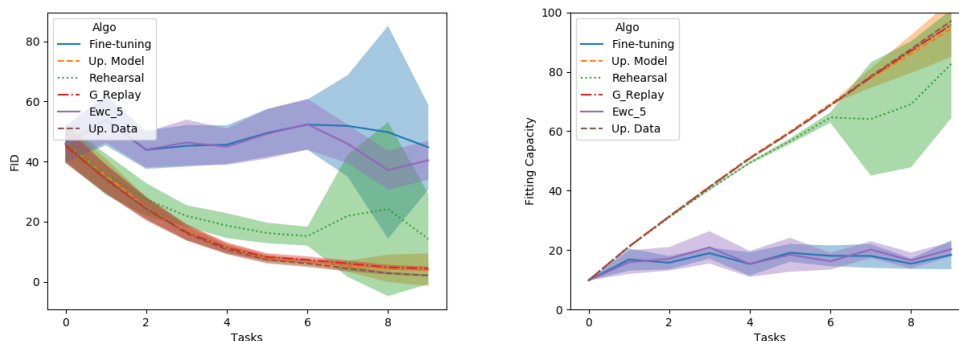 80
60
40
20
0
FID
0
2
4
6
8
Tasks
Algo
Fine-tuning
Up. Model
Rehearsal
G_Replay
Ewc_5
Up. Data
100
80
60
40
20
0
Fitting Capacity
0
2
4
6
8
Tasks
Algo
Fine-tuning
Up. Model
Rehearsal
G_Replay
Ewc_5
Up. Data